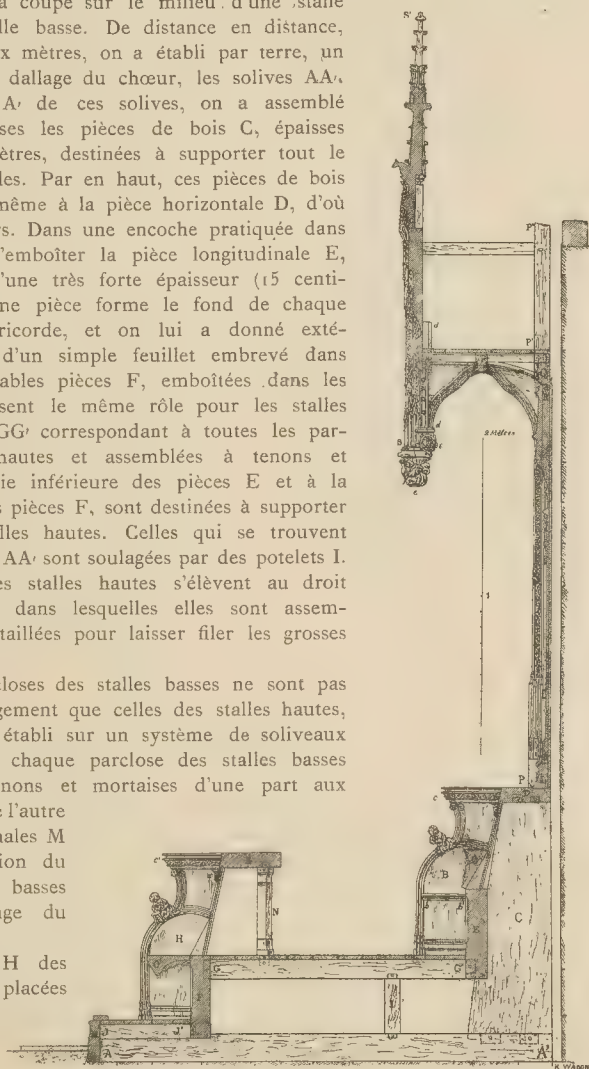 a coupe sur le milieu d'une stalle
lle basse. De distance en distance,
x mètres, on a établi par terre, un
dallage du chœur, les solives AA′.
A′ de ces solives, on a assemblé
ses les pièces de bois C, épaisses
ètres, destinées à supporter tout le
les. Par en haut, ces pièces de bois
nême à la pièce horizontale D, d'où
rs. Dans une encoche pratiquée dans
'emboîter la pièce longitudinale E,
'une très forte épaisseur (15 centi-
ne pièce forme le fond de chaque
ricorde, et on lui a donné exté-
d'un simple feuillet embrevé dans
ables pièces F, emboîtées dans les
sent le même rôle pour les stalles
GG′ correspondant à toutes les par-
hautes et assemblées à tenons et
ie inférieure des pièces E et à la
s pièces F, sont destinées à supporter
lles hautes. Celles qui se trouvent
AA′ sont soulagées par des potelets I.
es stalles hautes s'élèvent au droit
dans lesquelles elles sont assem-
taillées pour laisser filer les grosses
loses des stalles basses ne sont pas
gement que celles des stalles hautes,
établi sur un système de soliveaux
chaque parclose des stalles basses
nons et mortaises d'une part aux
e l'autre
nales M
ion du
basses
age du
H des
placées
S′
P′
P′
d
d
B
e
2 Mètres
1
P
D
c
B
b
C
E
c′
N
H
G
G′
F
J
A
A′